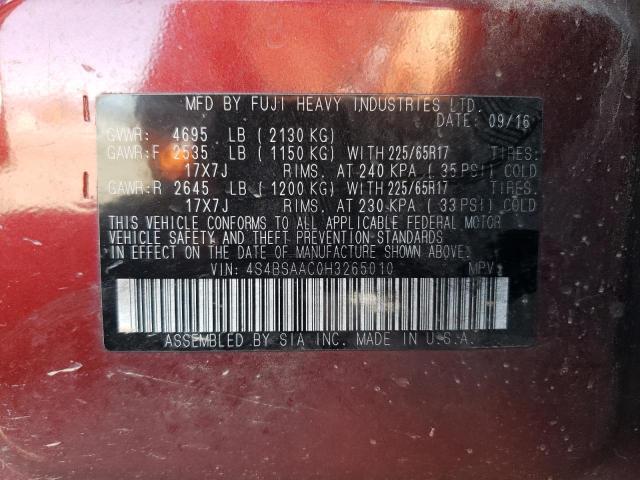 MFD BY FUJI HEAVY INDUSTRIES LTD.
DATE: 09/16
GVWR: 4695 LB ( 2130 KG)
GAWR:F 2535 LB ( 1150 KG) WITH 225/65R17 TIRES:
17X7J RIMS. AT 240 KPA ( 35 PSI) COLD
GAWR:R 2645 LB ( 1200 KG) WITH 225/65R17 TIRES:
17X7J RIMS. AT 230 KPA ( 33 PSI) COLD
THIS VEHICLE CONFORMS TO ALL APPLICABLE FEDERAL MOTOR
VEHICLE SAFETY AND THEFT PREVENTION STANDARDS
IN EFFECT ON THE DATE OF MANUFACTURE SHOWN ABOVE.
VIN: 4S4BSAAC0H3265010 MPV
ASSEMBLED BY SIA INC. MADE IN U.S.A.